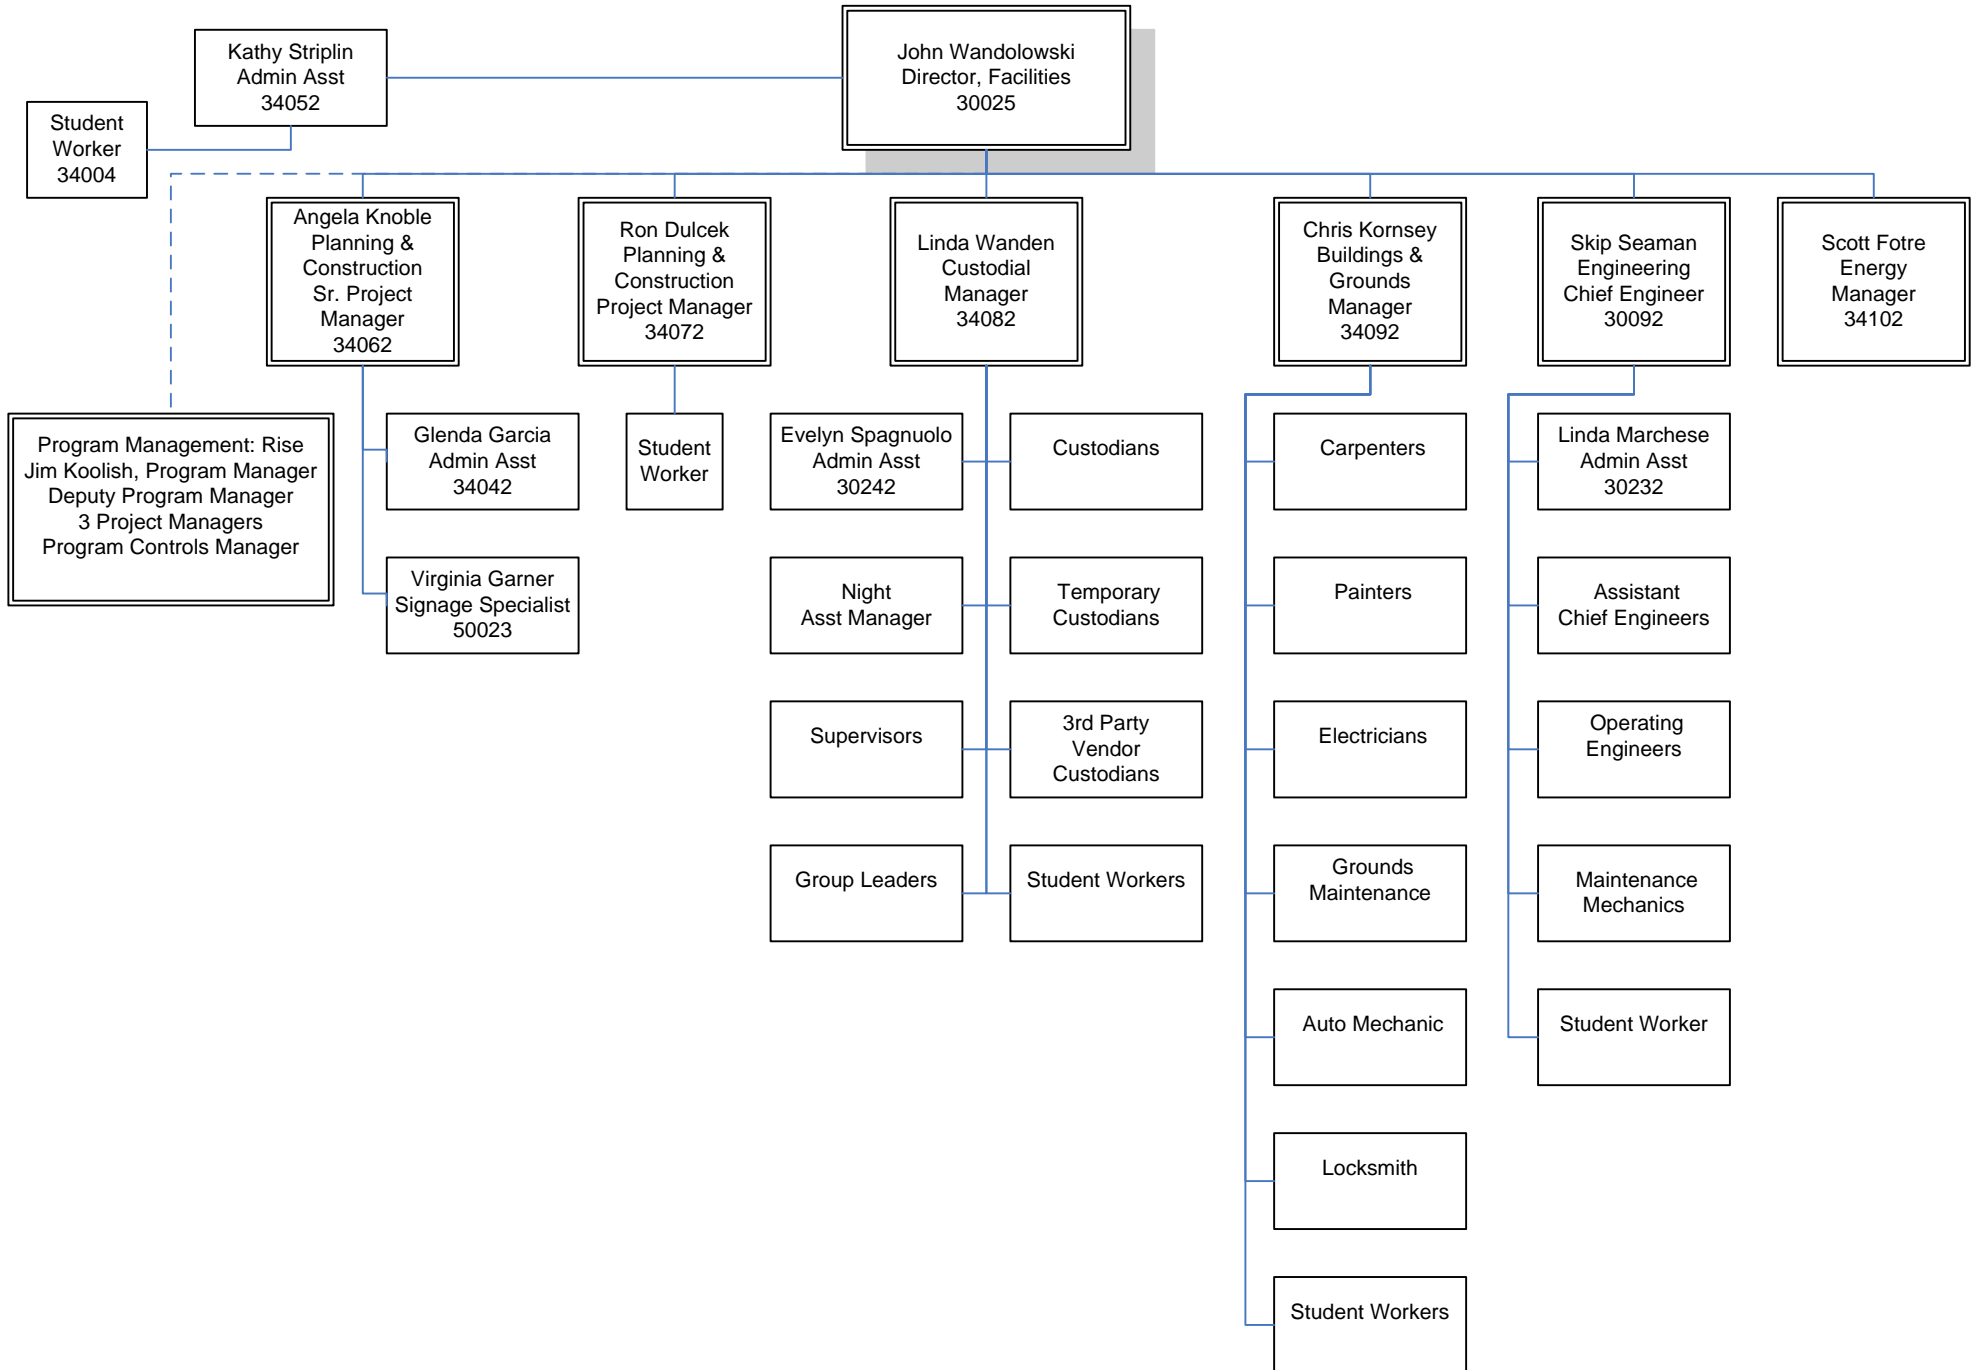 Kathy Striplin
Admin Asst
34052
John Wandolowski
Director, Facilities
30025
Student
Worker
34004
Angela Knoble
Planning &
Construction
Sr. Project
Manager
34062
Ron Dulcek
Planning &
Construction
Project Manager
34072
Linda Wanden
Custodial
Manager
34082
Chris Kornsey
Buildings &
Grounds
Manager
34092
Skip Seaman
Engineering
Chief Engineer
30092
Scott Fotre
Energy
Manager
34102
Program Management: Rise
Jim Koolish, Program Manager
Deputy Program Manager
3 Project Managers
Program Controls Manager
Glenda Garcia
Admin Asst
34042
Virginia Garner
Signage Specialist
50023
Student
Worker
Evelyn Spagnuolo
Admin Asst
30242
Night
Asst Manager
Supervisors
Group Leaders
Custodians
Temporary
Custodians
3rd Party
Vendor
Custodians
Student Workers
Carpenters
Painters
Electricians
Grounds
Maintenance
Auto Mechanic
Locksmith
Student Workers
Linda Marchese
Admin Asst
30232
Assistant
Chief Engineers
Operating
Engineers
Maintenance
Mechanics
Student Worker